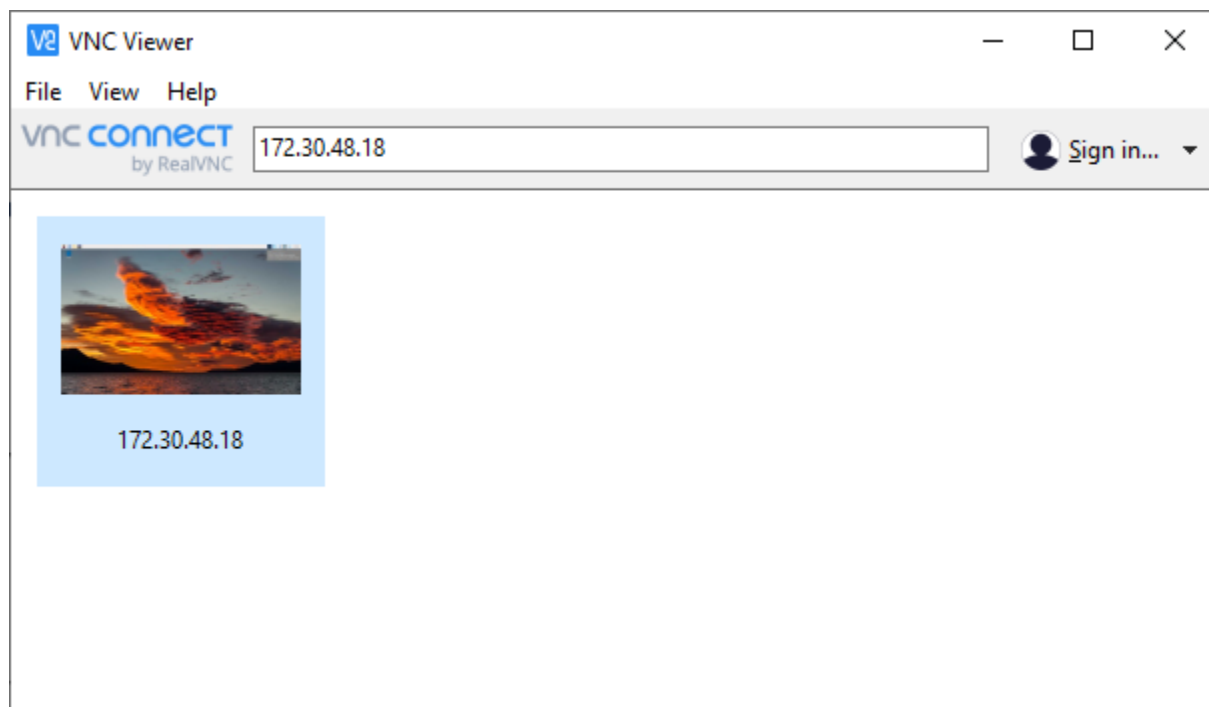 VNC Viewer
File View Help
vnc connect
by RealVNC
172.30.48.18
Sign in...
172.30.48.18